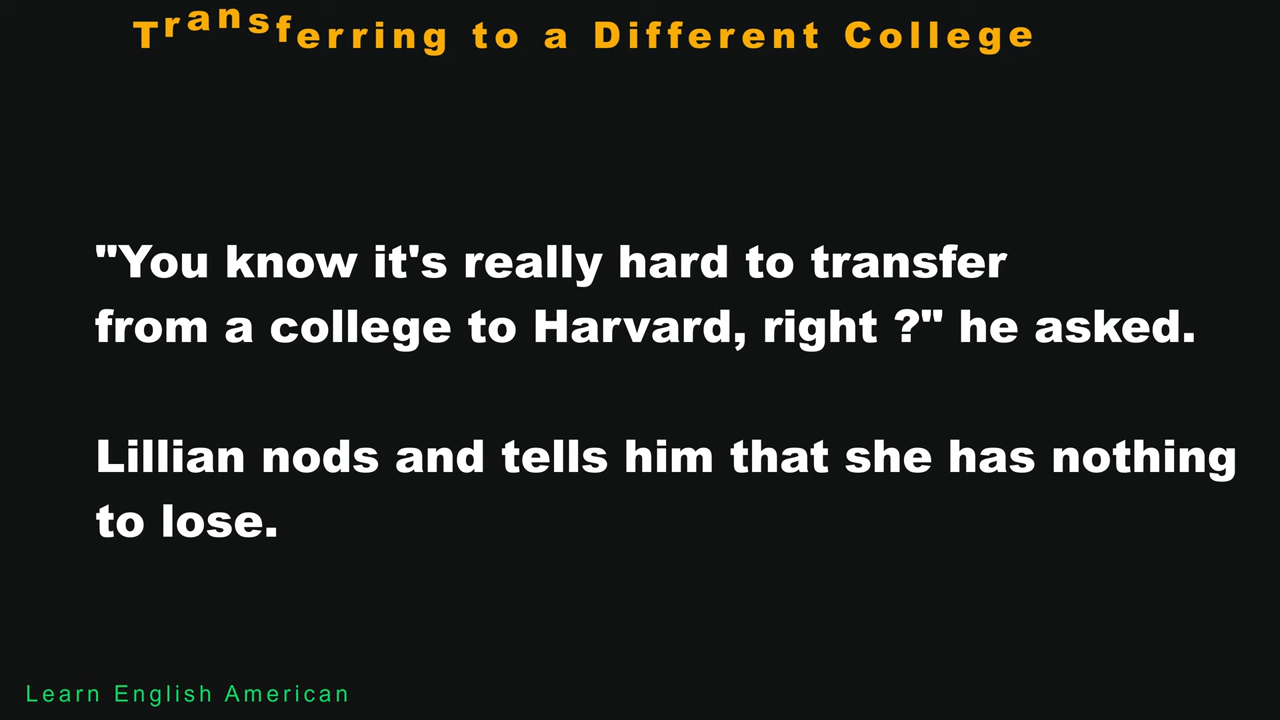 Transferring to a Different College
"You know it's really hard to transfer
from a college to Harvard, right ?" he asked.
Lillian nods and tells him that she has nothing
to lose.
Learn English American